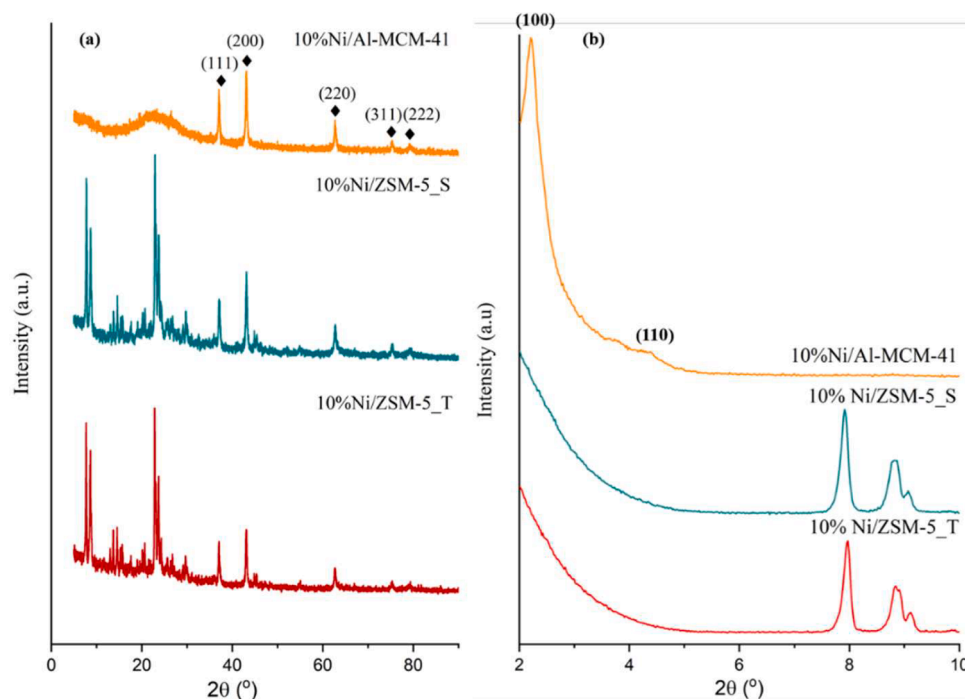 (a)
10%Ni/Al-MCM-41
(111)
(200)
(220)
(311)
(222)
10%Ni/ZSM-5_S
10%Ni/ZSM-5_T
Intensity (a.u.)
0
20
40
60
80
2θ (º)
(100)
(b)
(110)
10%Ni/Al-MCM-41
10% Ni/ZSM-5_S
10% Ni/ZSM-5_T
Intensity (a.u)
2
4
6
8
10
2θ (º)